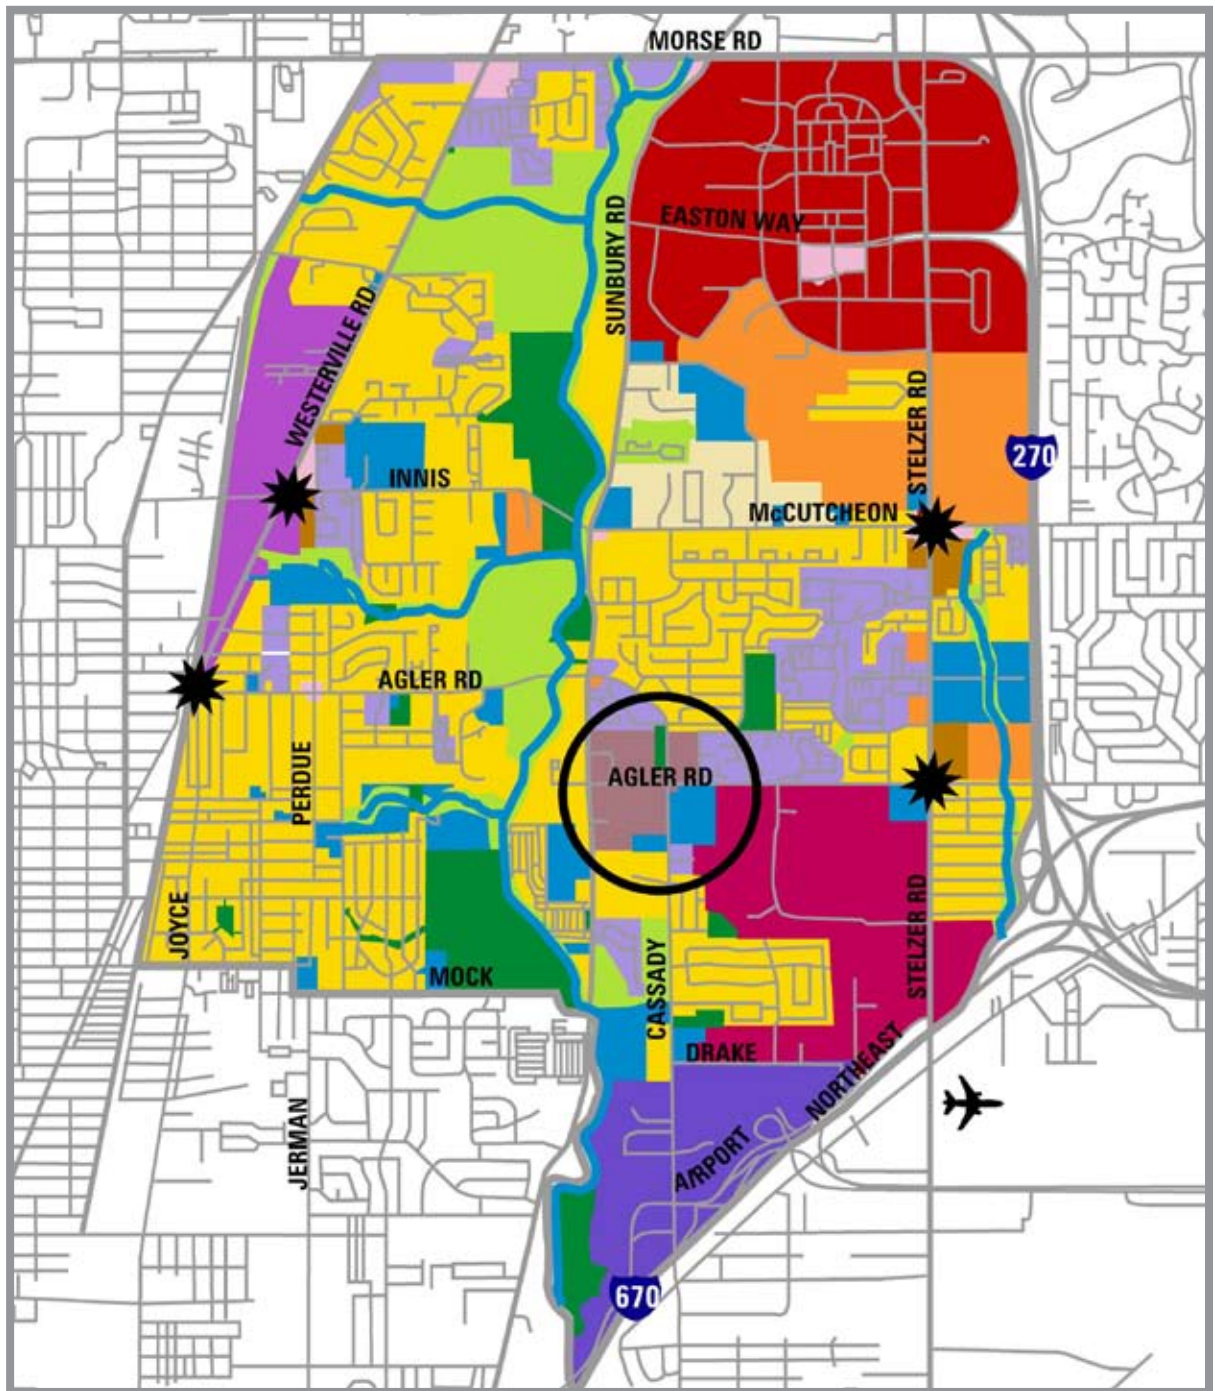 MORSE RD
EASTON WAY
SUNBURY RD
WESTERVILLE RD
STELZER RD
270
INNIS
McCUTCHEON
AGLER RD
AGLER RD
PERDUE
JOYCE
STELZER RD
MOCK
CASSADY
DRAKE
NORTHEAST
JERMAN
AIRPORT
670